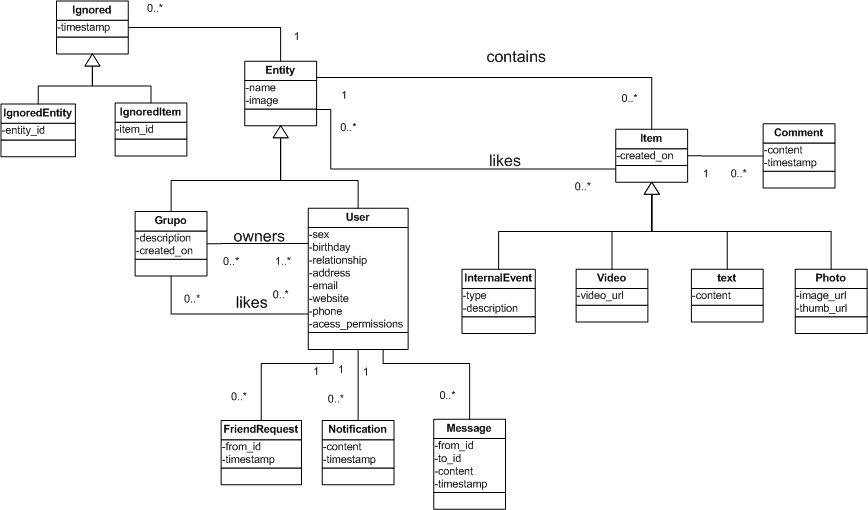 Ignored
-timestamp
0..*
1
IgnoredEntity
-entity_id
IgnoredItem
-item_id
Entity
-name
-image
contains
1
0..*
0..*
likes
0..*
Item
-created_on
1
0..*
Comment
-content
-timestamp
Grupo
-description
-created_on
owners
0..*
1..*
0..*
likes
0..*
User
-sex
-birthday
-relationship
-address
-email
-website
-phone
-acess_permissions
InternalEvent
-type
-description
Video
-video_url
text
-content
Photo
-image_url
-thumb_url
1
1
1
0..*
0..*
0..*
FriendRequest
-from_id
-timestamp
Notification
-content
-timestamp
Message
-from_id
-to_id
-content
-timestamp